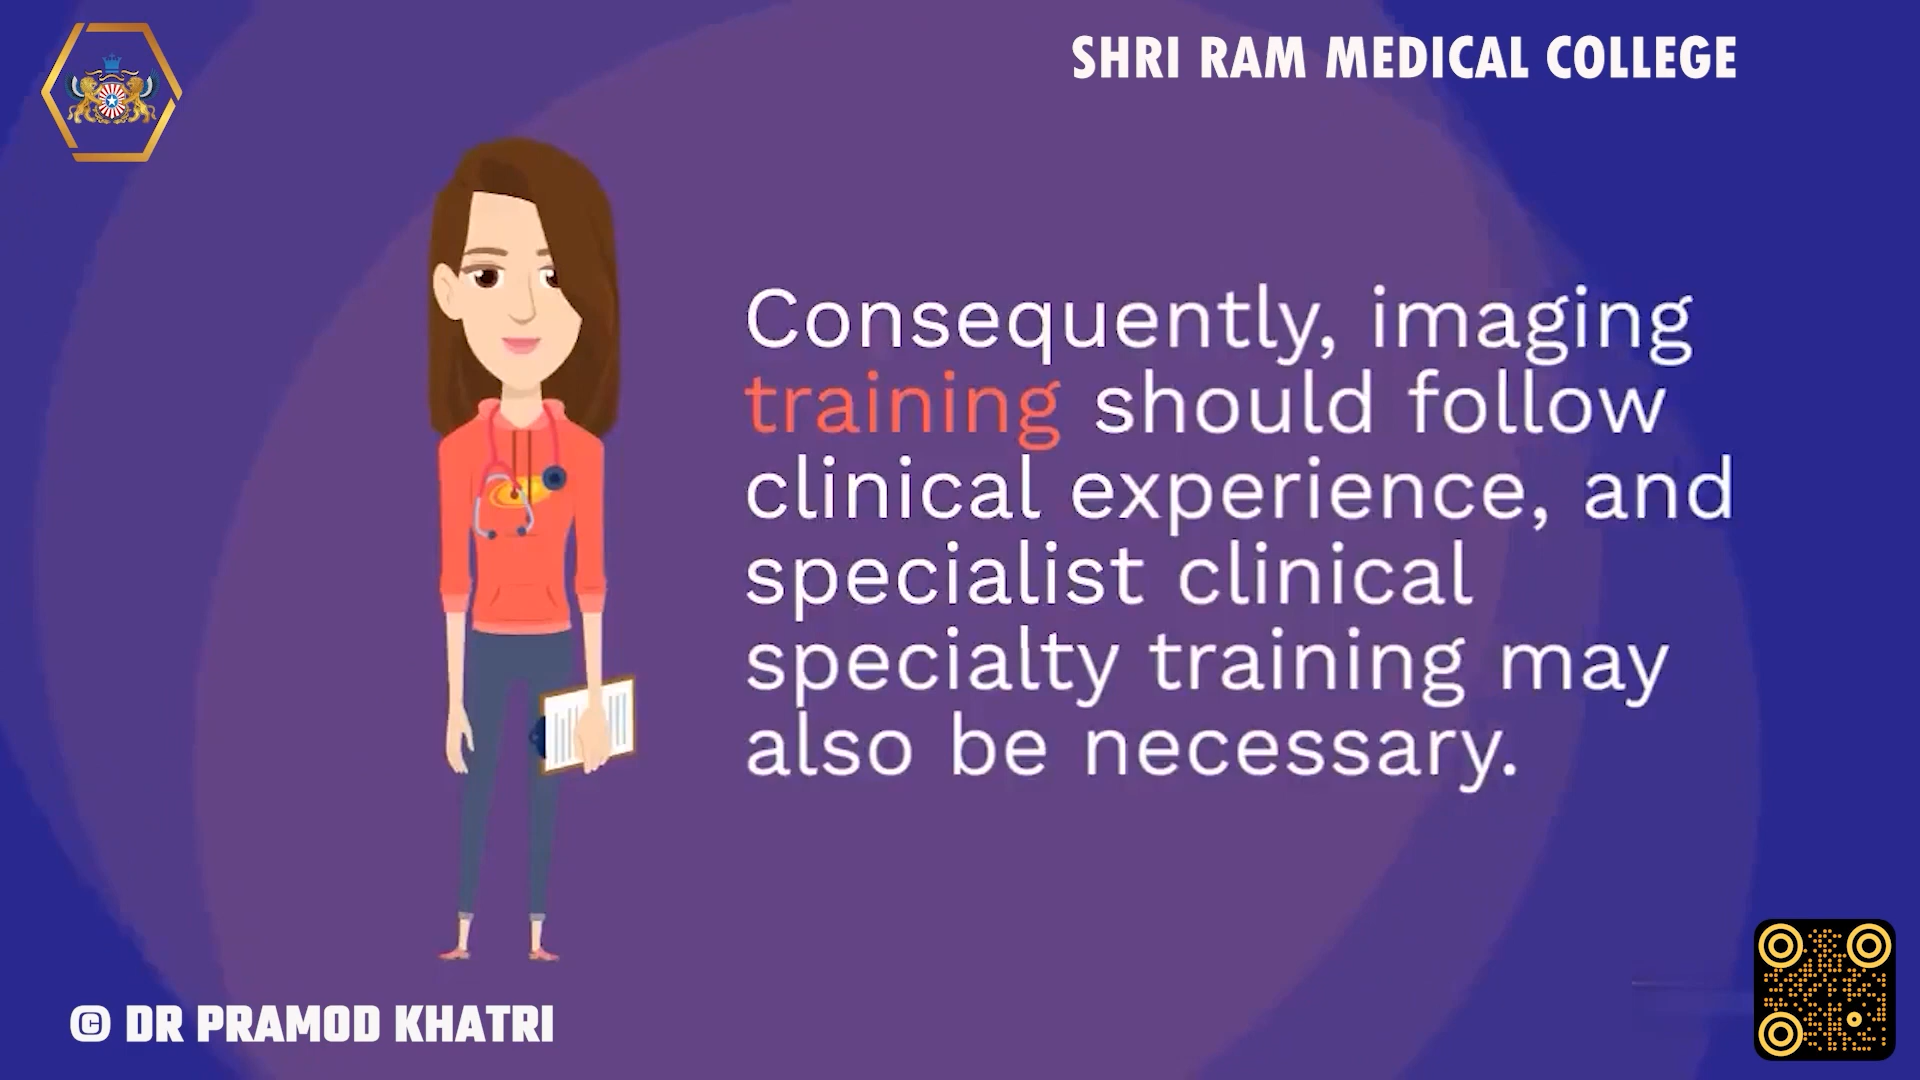 SHRI RAM MEDICAL COLLEGE
Consequently, imaging
training should follow
clinical experience, and
specialist clinical
specialty training may
also be necessary.
© DR PRAMOD KHATRI